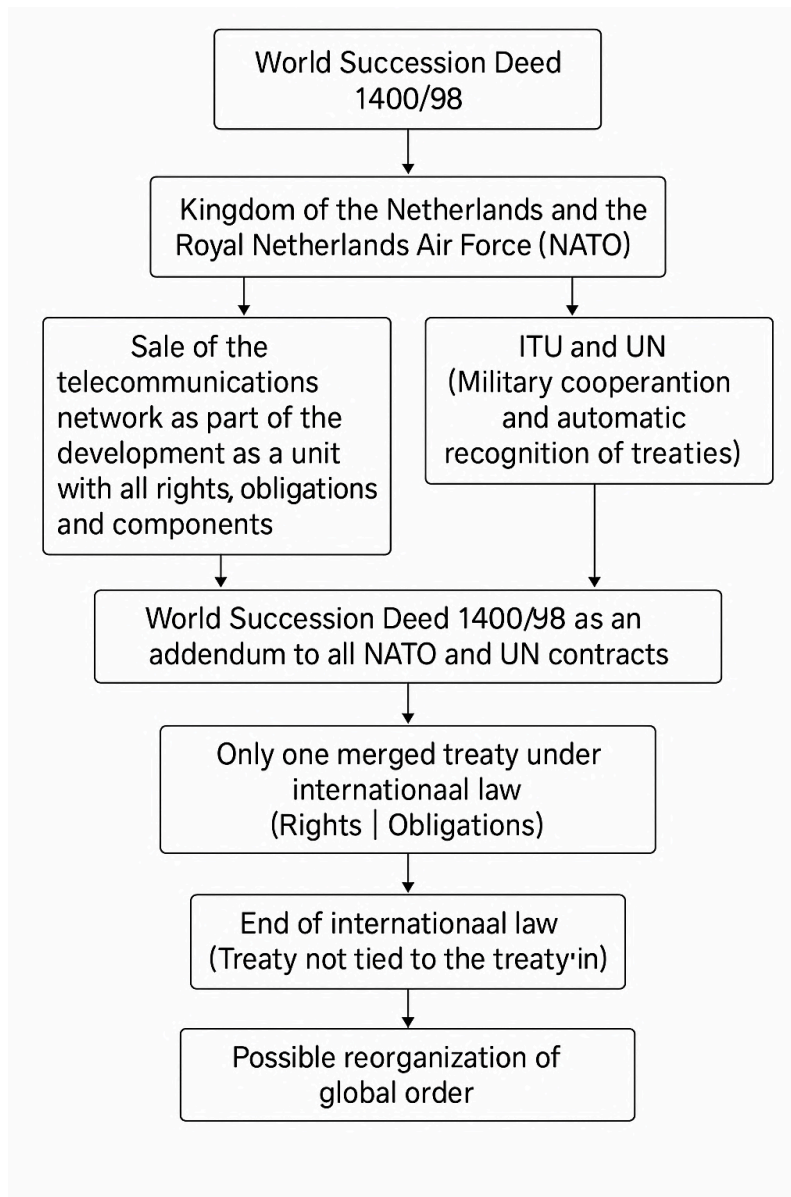 World Succession Deed
1400/98
Kingdom of the Netherlands and the
Royal Netherlands Air Force (NATO)
Sale of the
telecommunications
network as part of the
development as a unit
with all rights, obligations
and components
ITU and UN
(Military cooperantion
and automatic
recognition of treaties)
World Succession Deed 1400/98 as an
addendum to all NATO and UN contracts
Only one merged treaty under
internationaal law
(Rights | Obligations)
End of internationaal law
(Treaty not tied to the treaty'in)
Possible reorganization of
global order